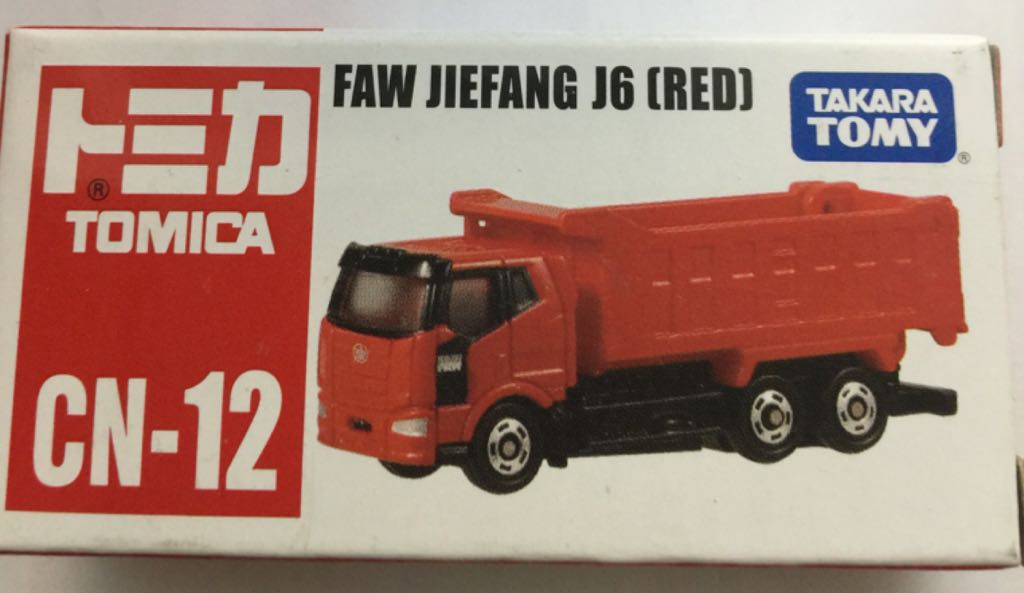 FAW JIEFANG J6 (RED)
トミカ®
TOMICA
CN-12
TAKARA
TOMY®